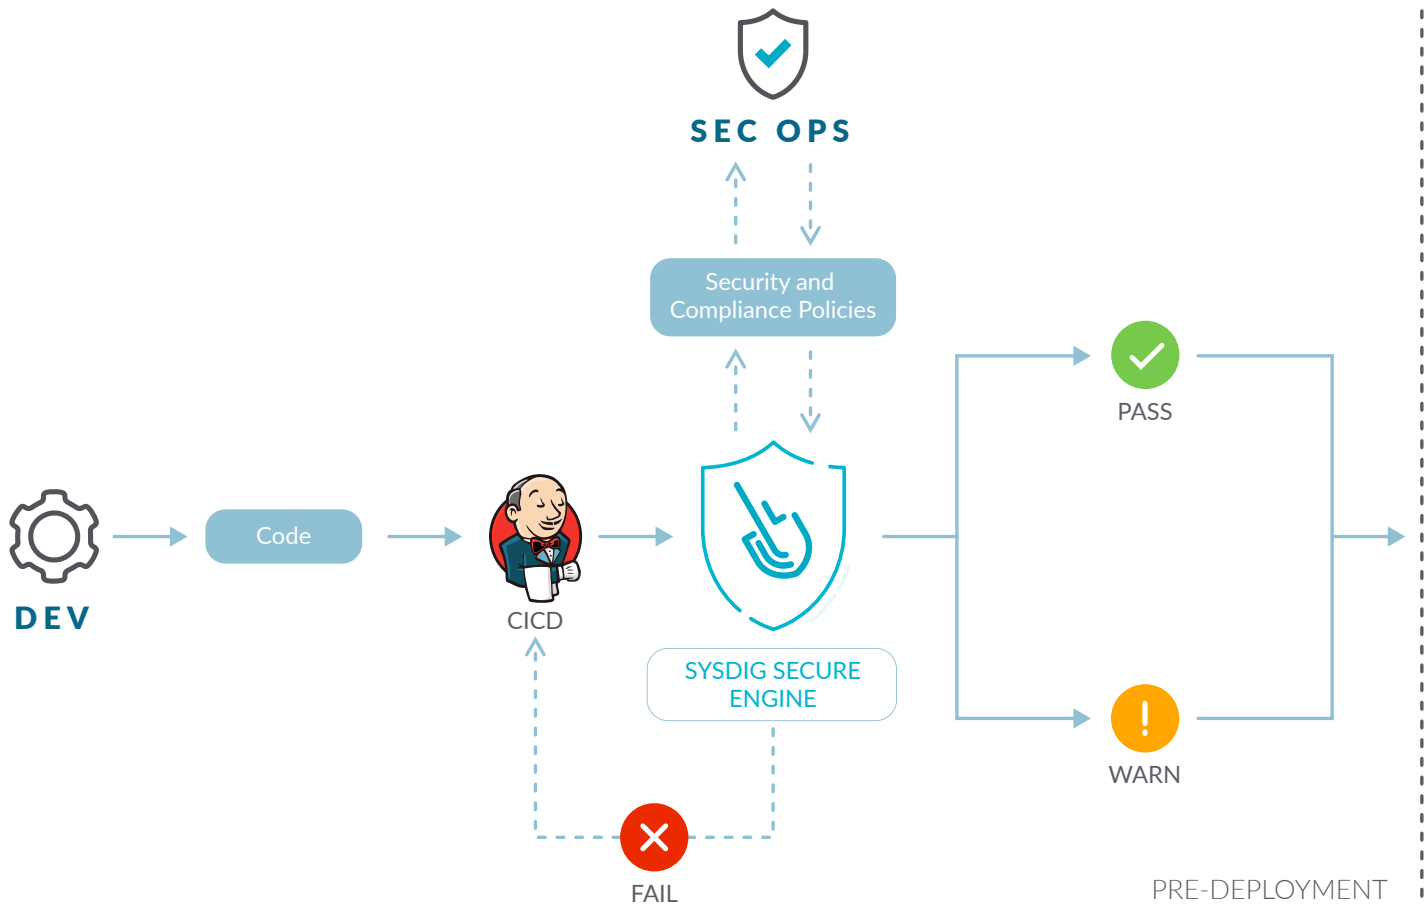 SEC OPS
Security and
Compliance Policies
PASS
Code
DEV
CICD
SYSDIG SECURE
ENGINE
WARN
FAIL
PRE-DEPLOYMENT